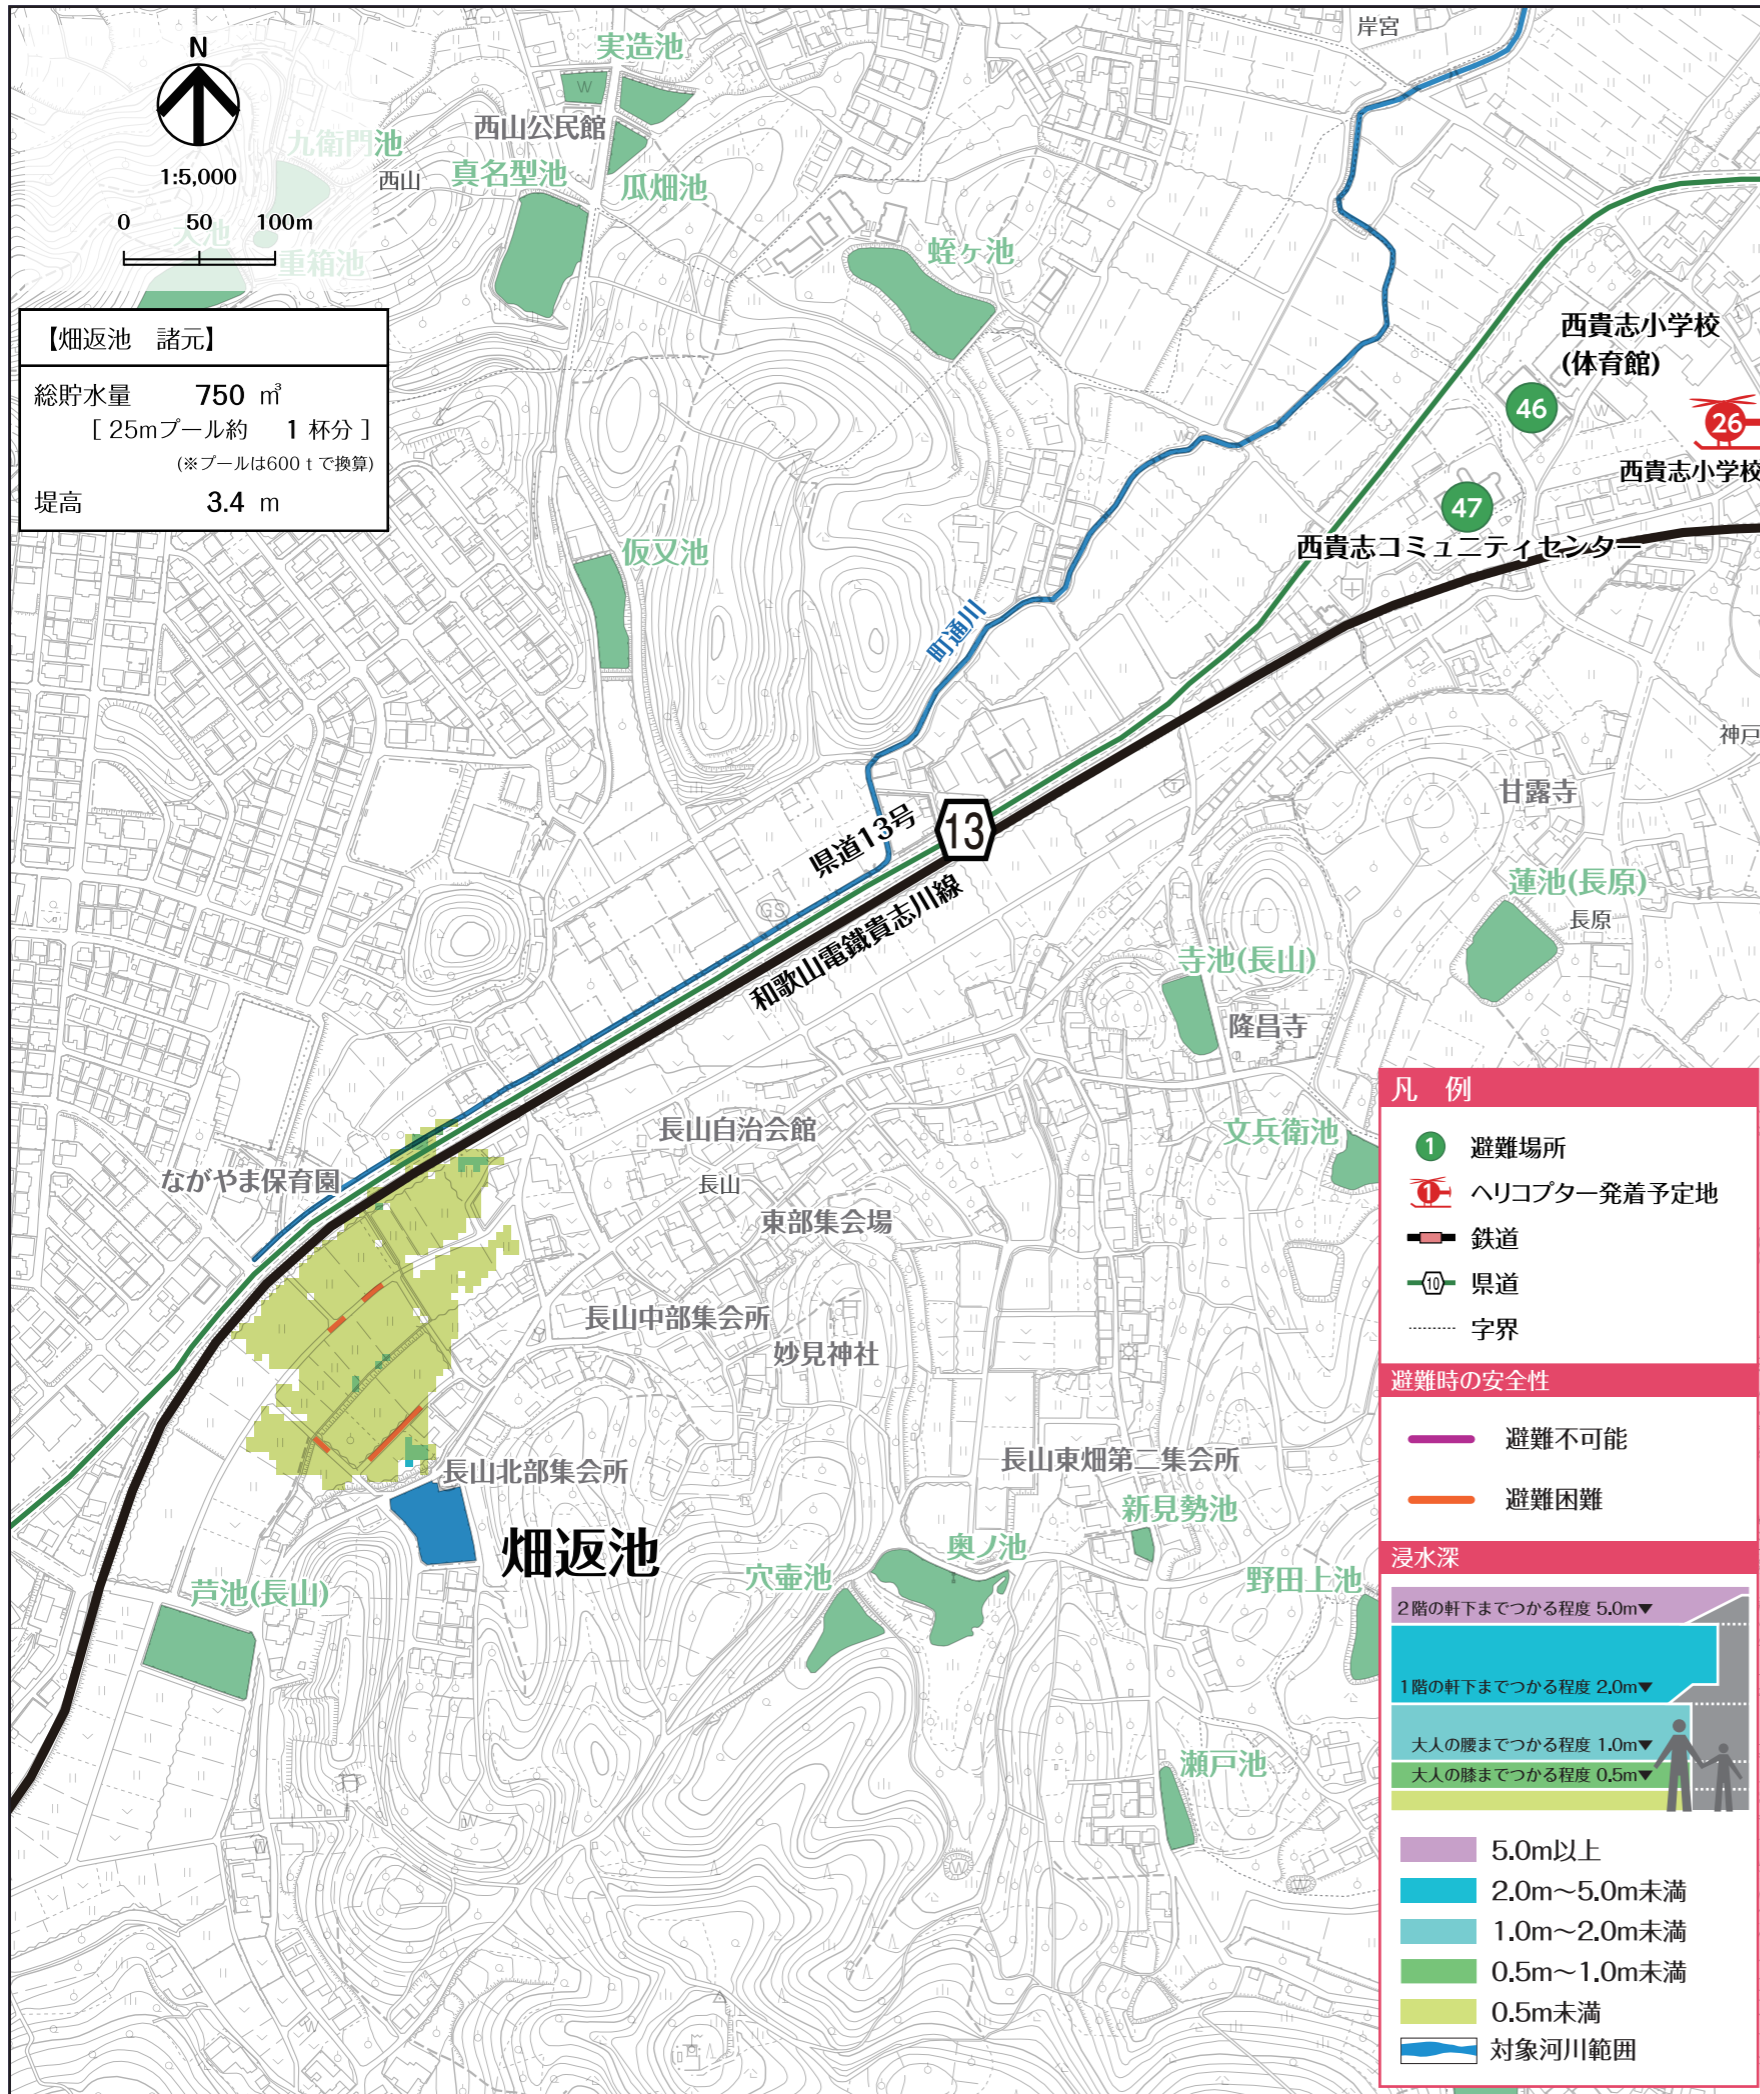 N
1:5,000
0 50 100m
九衛門池
西山
大池
重箱池
【畑返池 諸元】
総貯水量 750 ㎥
[ 25mプール約 1 杯分 ]
(※プールは600ｔで換算)
堤高 3.4 m
実造池
W
西山公民館
真名型池
瓜畑池
蛭ヶ池
岸宮
西貴志小学校
(体育館)
46
26
西貴志小学校
47
西貴志コミュニティセンター
仮又池
町通川
神戸
甘露寺
県道13号
13
和歌山電鐵貴志川線
GS
蓮池(長原)
長原
寺池(長山)
隆昌寺
長山自治会館
文兵衛池
ながやま保育園
長山
東部集会場
長山中部集会所
妙見神社
長山北部集会所
長山東畑第二集会所
新見勢池
畑返池
奥ノ池
穴壷池
野田上池
芦池(長山)
瀬戸池
凡 例
1 避難場所
1 ヘリコプター発着予定地
鉄道
10 県道
字界
避難時の安全性
避難不可能
避難困難
浸水深
2階の軒下までつかる程度 5.0m▼
1階の軒下までつかる程度 2.0m▼
大人の腰までつかる程度 1.0m▼
大人の膝までつかる程度 0.5m▼
5.0m以上
2.0m～5.0m未満
1.0m～2.0m未満
0.5m～1.0m未満
0.5m未満
対象河川範囲